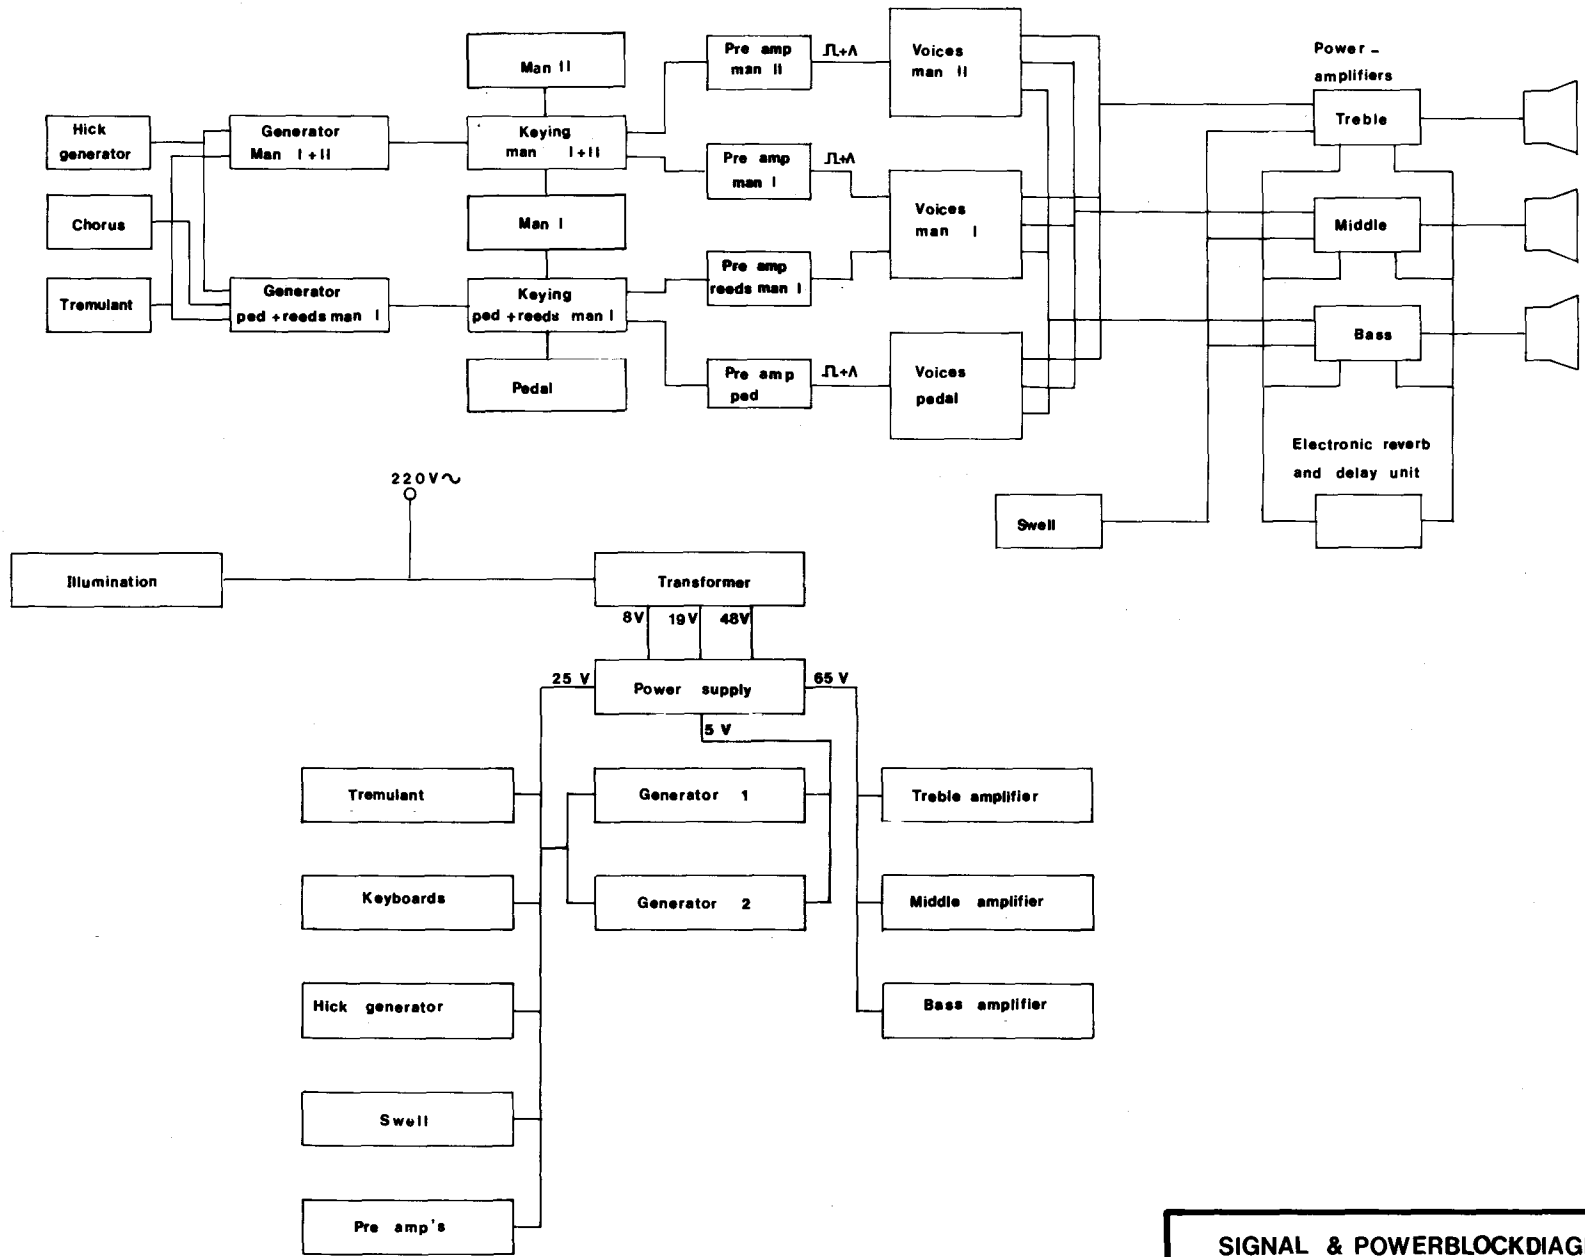 Hick
generator
Chorus
Tremulant
Generator
Man I+II
Generator
ped+reeds man I
Man II
Keying
man I+II
Man I
Keying
ped+reeds man I
Pedal
Pre amp
man II
Pre amp
man I
Pre amp
reeds man I
Pre amp
ped
Voices
man II
Voices
man I
Voices
pedal
Power-
amplifiers
Treble
Middle
Bass
Electronic reverb
and delay unit
Swell
220V~
Illumination
Transformer
8V 19V 48V
25 V
Power supply
65V
5 V
Tremulant
Generator 1
Treble amplifier
Keyboards
Generator 2
Middle amplifier
Hick generator
Bass amplifier
Swell
Pre amp's
SIGNAL & POWERBLOCKDIAG